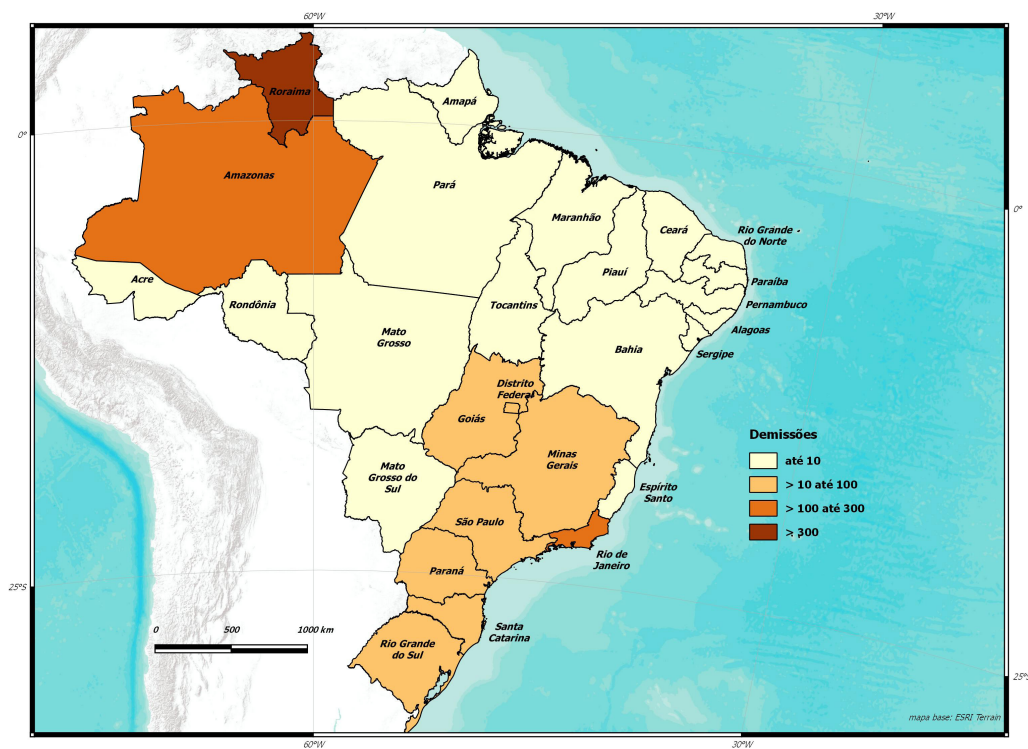 60°W
30°W
Roraima
Amapá
0°
Amazonas
Pará
Maranhão
Ceará
0°
Rio Grande
do Norte
Piauí
Acre
Paraíba
Rondônia
Tocantins
Pernambuco
Mato
Grosso
Alagoas
Bahia
Sergipe
Distrito
Federal
Goiás
Demissões
Minas
Gerais
até 10
Mato
Grosso do
Sul
> 10 até 100
Espírito
Santo
> 100 até 300
São Paulo
> 300
Rio de
Janeiro
Paraná
25°S
0
500
1000 km
Santa
Catarina
Rio Grande
do Sul
25°S
mapa base: ESRI Terrain
60°W
30°W